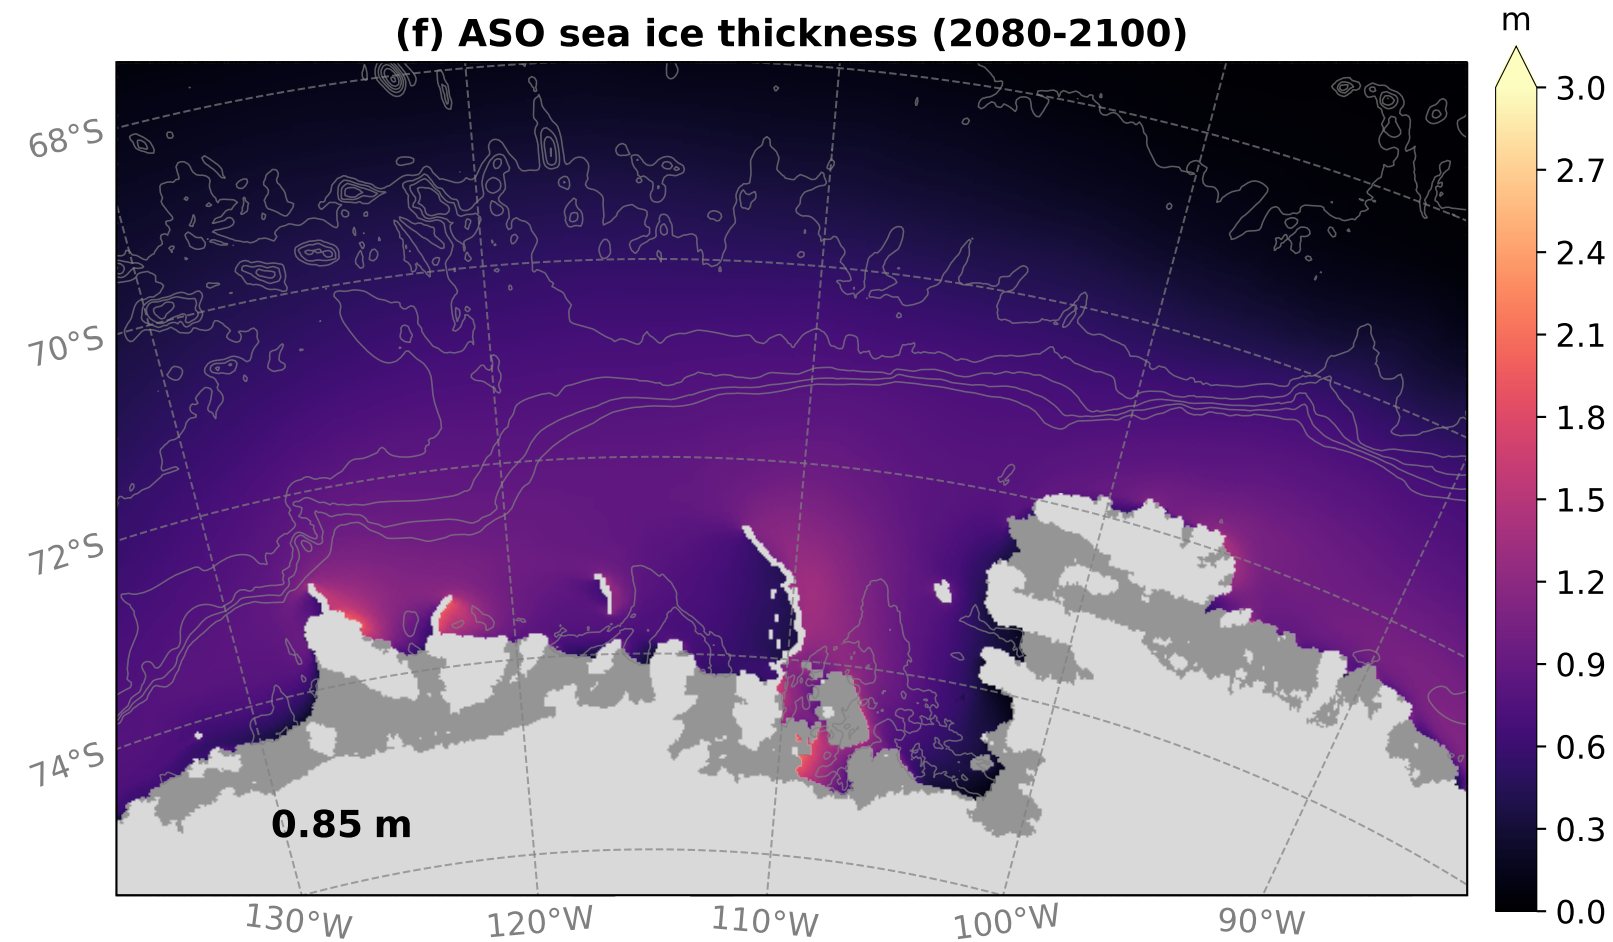 (f) ASO sea ice thickness (2080-2100)
m
3.0
2.7
2.4
2.1
1.8
1.5
1.2
0.9
0.6
0.3
0.0
68°S
70°S
72°S
74°S
0.85 m
130°W
120°W
110°W
100°W
90°W